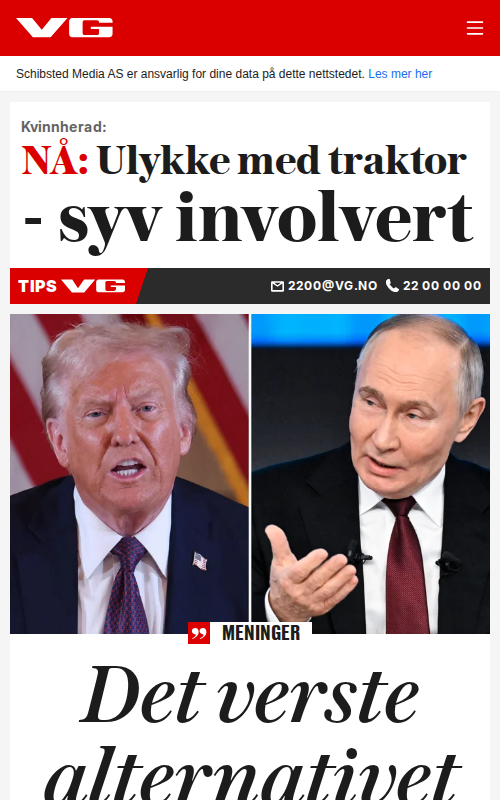 VG
Schibsted Media AS er ansvarlig for dine data på dette nettstedet. Les mer her
Kvinnherad:
NÅ: Ulykke med traktor
- syv involvert
TIPS VG 2200@VG.NO 22 00 00 00
MENINGER
Det verste
alternativet